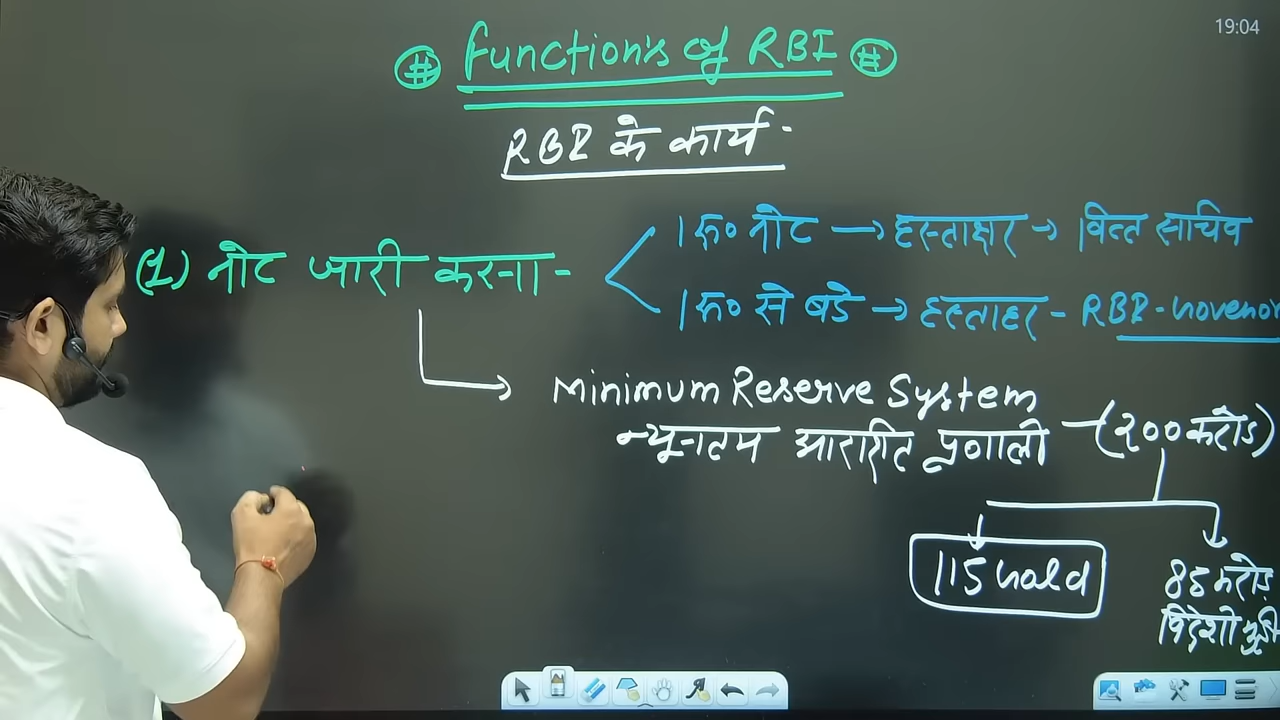 19:04
# Function's of RBI #
RBI के कार्य -
(1) नोट जारी करना -
1 रू० नोट → हस्ताक्षर → वित्त सचिव
1 रू० से बडे → हस्ताक्षर - RBI - Governor
Minimum Reserve System
न्यूनतम आरक्षित प्रणाली - (200 करोड)
115 Gold
85 करोड़
विदेशी